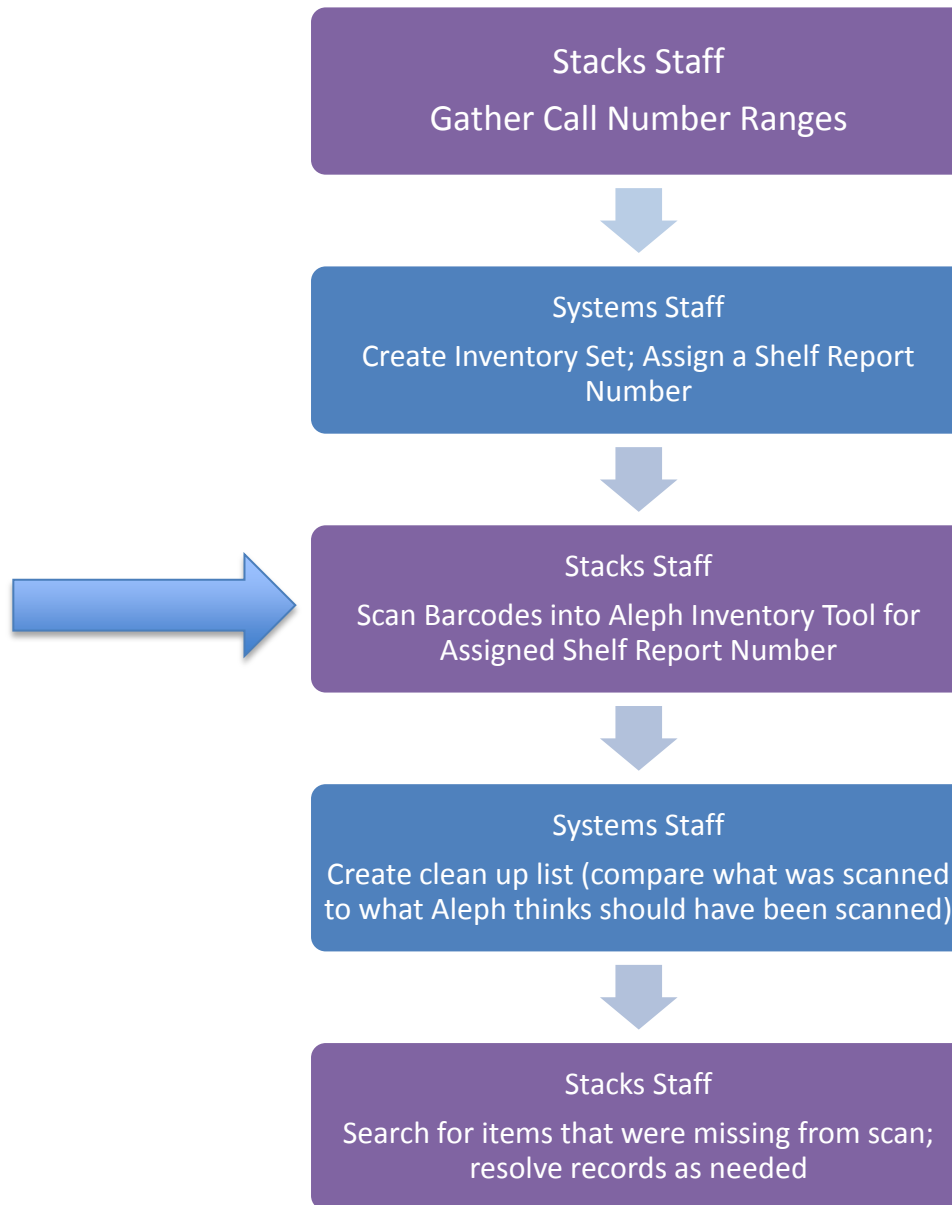 Stacks Staff
Gather Call Number Ranges
Systems Staff
Create Inventory Set; Assign a Shelf Report
Number
Stacks Staff
Scan Barcodes into Aleph Inventory Tool for
Assigned Shelf Report Number
Systems Staff
Create clean up list (compare what was scanned
to what Aleph thinks should have been scanned)
Stacks Staff
Search for items that were missing from scan;
resolve records as needed